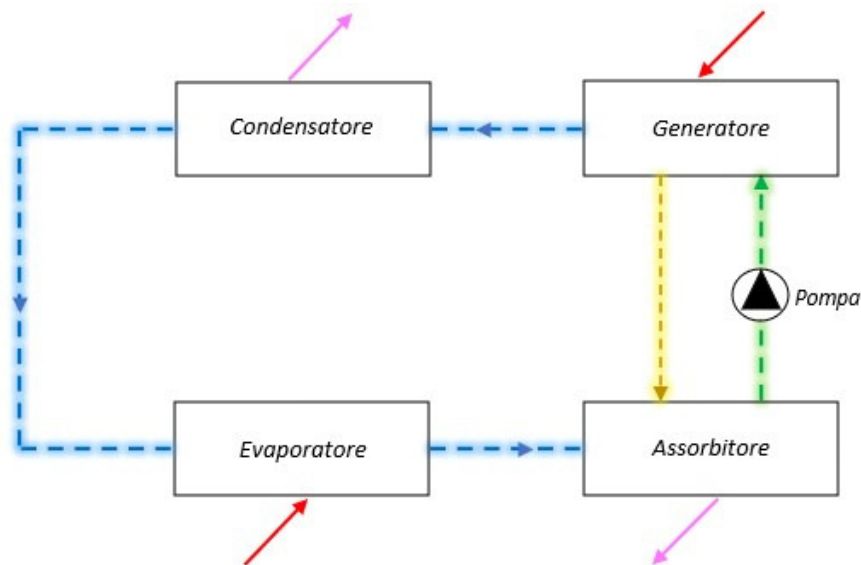 Condensatore
Generatore
Pompa
Evaporatore
Assorbitore